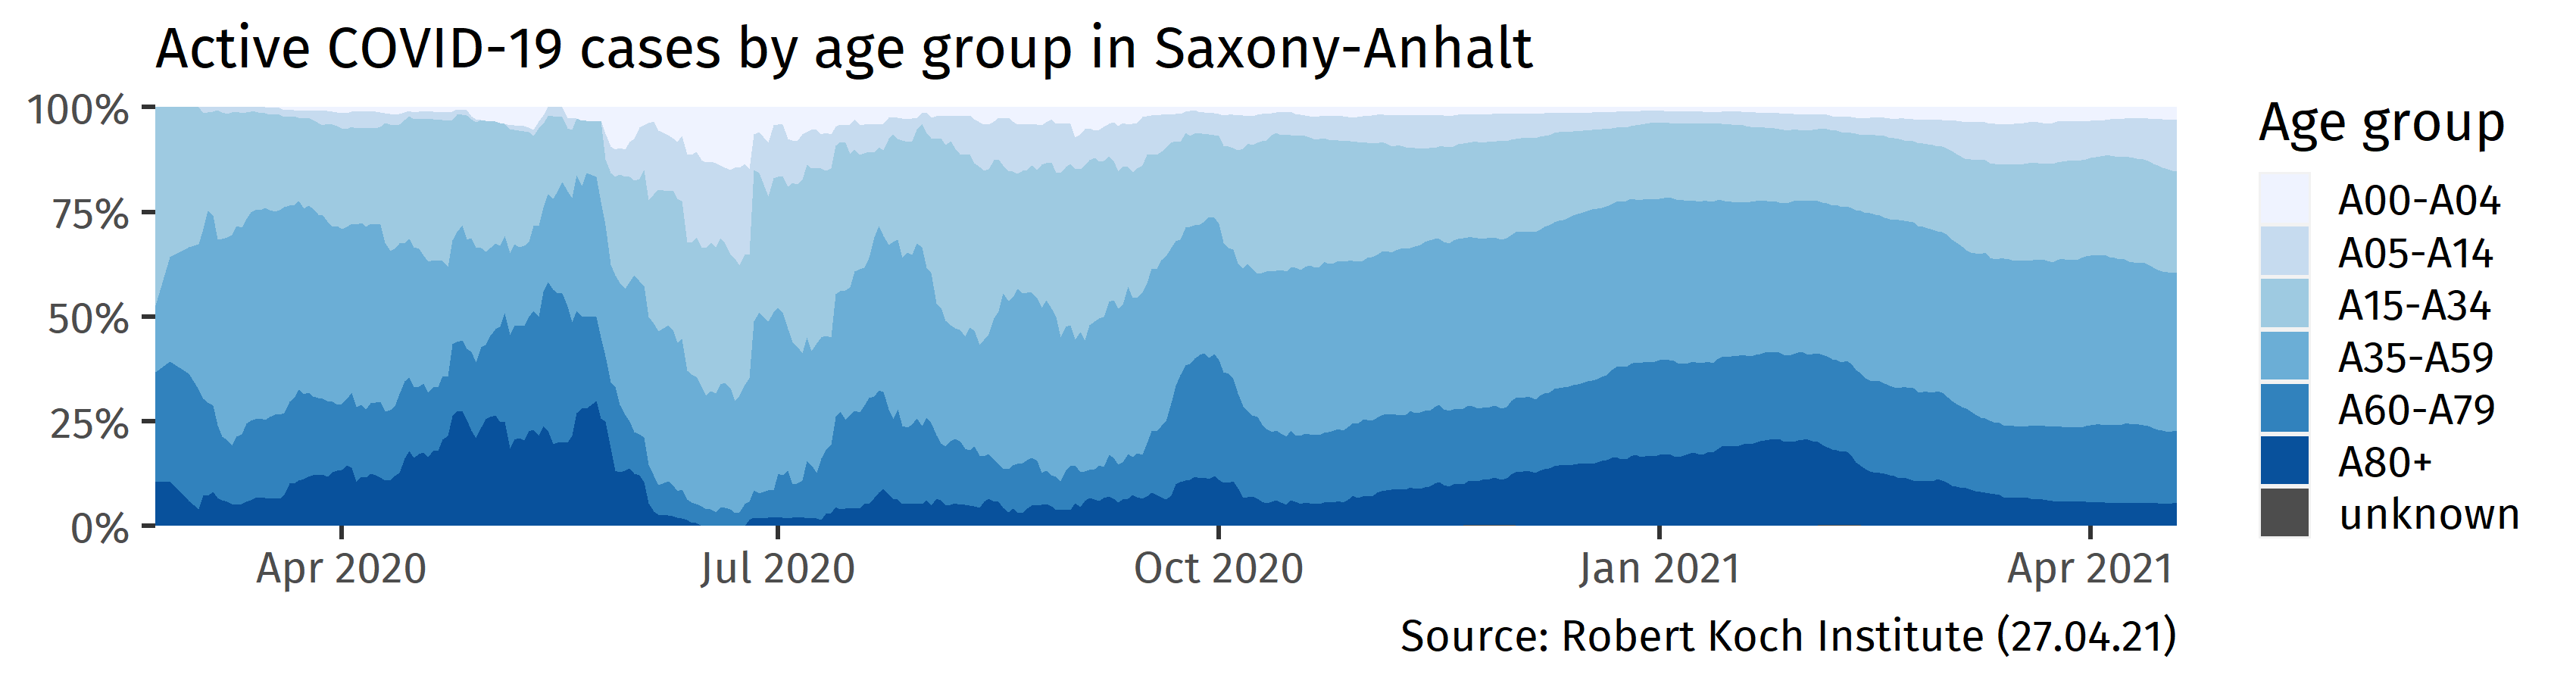 Active COVID-19 cases by age group in Saxony-Anhalt
100%
75%
50%
25%
0%
Apr 2020
Jul 2020
Oct 2020
Jan 2021
Apr 2021
Age group
A00-A04
A05-A14
A15-A34
A35-A59
A60-A79
A80+
unknown
Source: Robert Koch Institute (27.04.21)